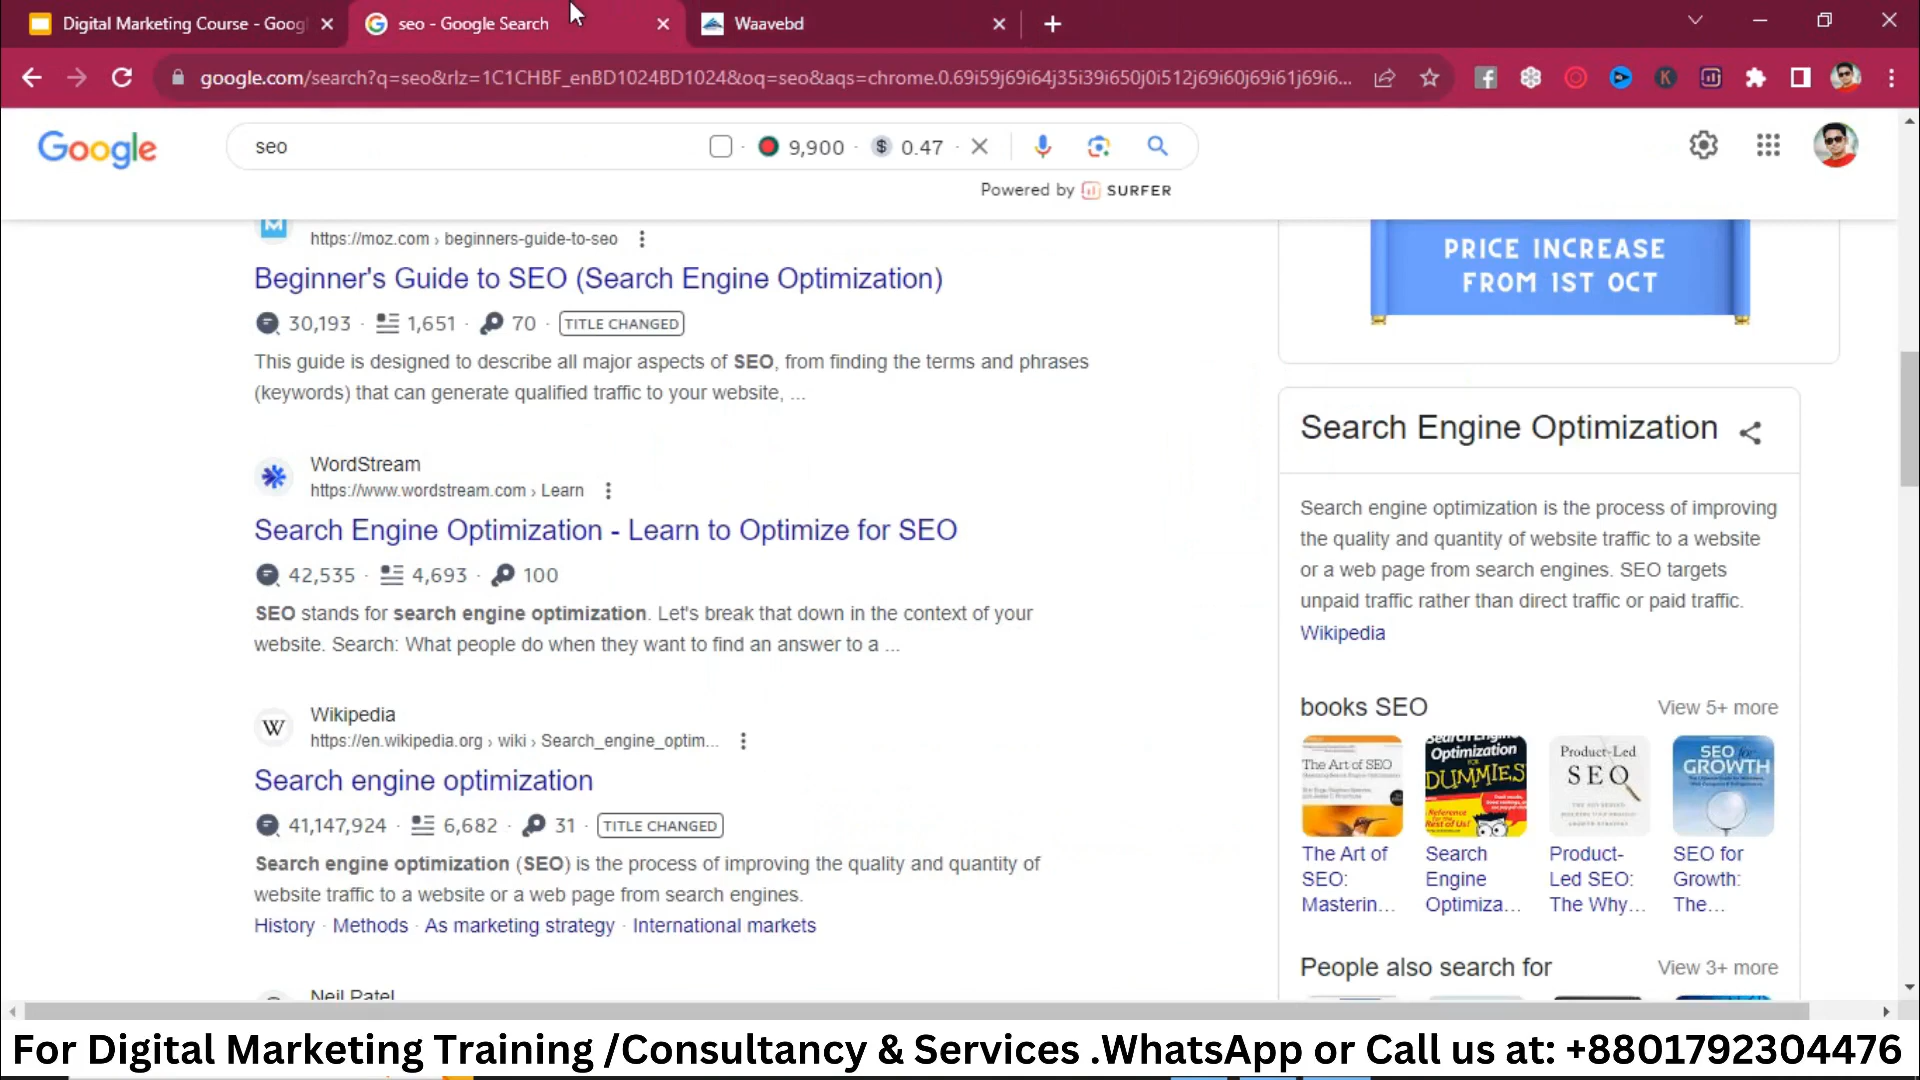 Digital Marketing Course - Goog
seo - Google Search
Waavebd
google.com/search?q=seo&rlz=1C1CHBF_enBD1024BD1024&oq=seo&aqs=chrome.0.69i59j69i64j35i39i650j0i512j69i60j69i61j69i6...
Google
seo
9,900 · $ 0.47
Powered by SURFER
https://moz.com › beginners-guide-to-seo
Beginner's Guide to SEO (Search Engine Optimization)
30,193 · 1,651 · 70 · TITLE CHANGED
This guide is designed to describe all major aspects of SEO, from finding the terms and phrases
(keywords) that can generate qualified traffic to your website, ...
WordStream
https://www.wordstream.com › Learn
Search Engine Optimization - Learn to Optimize for SEO
42,535 · 4,693 · 100
SEO stands for search engine optimization. Let's break that down in the context of your
website. Search: What people do when they want to find an answer to a ...
W
Wikipedia
https://en.wikipedia.org › wiki › Search_engine_optim...
Search engine optimization
41,147,924 · 6,682 · 31 · TITLE CHANGED
Search engine optimization (SEO) is the process of improving the quality and quantity of
website traffic to a website or a web page from search engines.
History · Methods · As marketing strategy · International markets
Neil Patel
PRICE INCREASE
FROM 1ST OCT
Search Engine Optimization
Search engine optimization is the process of improving
the quality and quantity of website traffic to a website
or a web page from search engines. SEO targets
unpaid traffic rather than direct traffic or paid traffic.
Wikipedia
books SEO
View 5+ more
The Art of SEO
Search Engine
Optimization
FOR
DUMMIES
Product-Led
SEO
SEO for
GROWTH
The Art of
SEO:
Masterin...
Search
Engine
Optimiza...
Product-
Led SEO:
The Why...
SEO for
Growth:
The...
People also search for
View 3+ more
For Digital Marketing Training /Consultancy & Services .WhatsApp or Call us at: +8801792304476